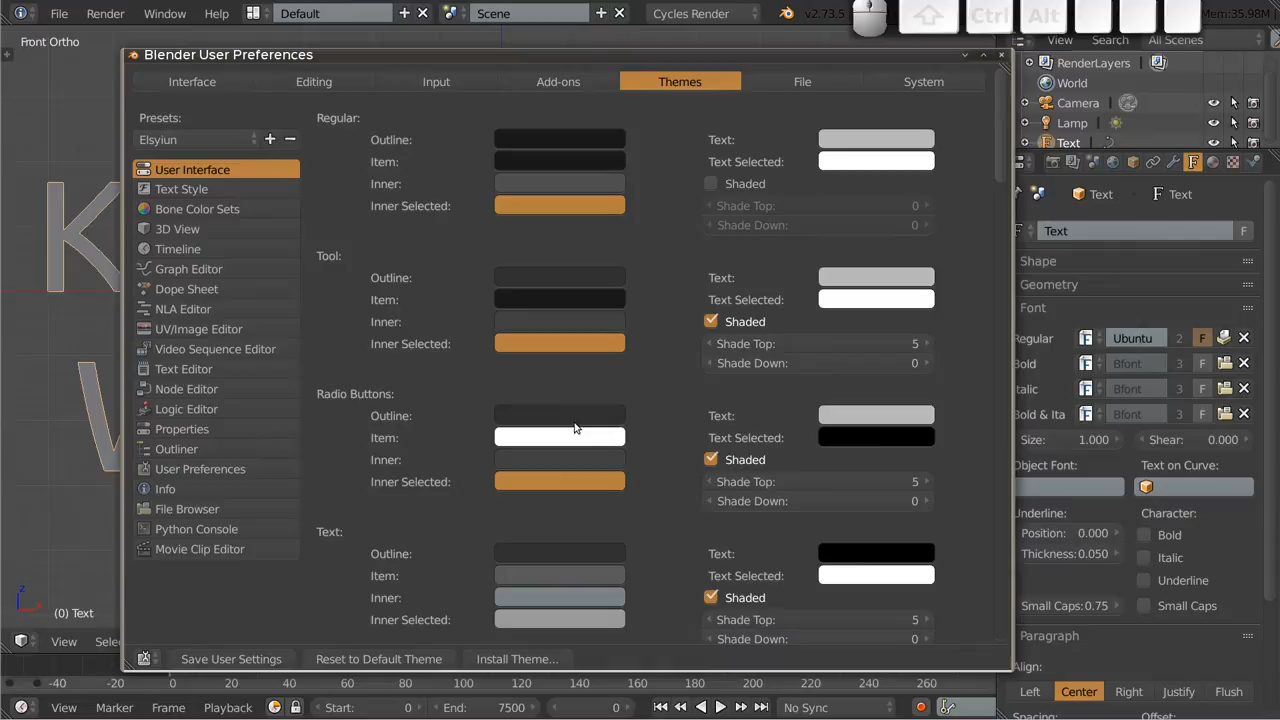 File Render Window Help Default Scene Cycles Render v2.73.5 Ctrl Alt Mem:35.98M
Front Ortho
View Search All Scenes
Blender User Preferences
RenderLayers
World
Camera
Lamp
Text
Interface Editing Input Add-ons Themes File System
Presets:
Elsyiun
User Interface
Text Style
Bone Color Sets
3D View
Timeline
Graph Editor
Dope Sheet
NLA Editor
UV/Image Editor
Video Sequence Editor
Text Editor
Node Editor
Logic Editor
Properties
Outliner
User Preferences
Info
File Browser
Python Console
Movie Clip Editor
Regular:
Outline: Text:
Item: Text Selected:
Inner: Shaded
Inner Selected: Shade Top: 0
Shade Down: 0
Tool:
Outline: Text:
Item: Text Selected:
Inner: Shaded
Inner Selected: Shade Top: 5
Shade Down: 0
Radio Buttons:
Outline: Text:
Item: Text Selected:
Inner: Shaded
Inner Selected: Shade Top: 5
Shade Down: 0
Text:
Outline: Text:
Item: Text Selected:
Inner: Shaded
Inner Selected: Shade Top: 5
Shade Down: 0
Save User Settings Reset to Default Theme Install Theme...
Text F Text
F Text F
Shape
Geometry
Font
Regular Ubuntu 2 F
Bold Bfont 3 F
Italic Bfont 3 F
Bold & Ita Bfont 3 F
Size: 1.000 Shear: 0.000
Object Font: Text on Curve:
Underline: Character:
Position: 0.000 Bold
Thickness:0.050 Italic
Underline
Small Caps:0.75 Small Caps
Paragraph
Align:
Left Center Right Justify Flush
K
z
(0) Text
View
-40 -20 0 20 40 60 80 100 120 140 160 180 200 220 240 260
View Marker Frame Playback Start: 0 End: 7500 0 No Sync